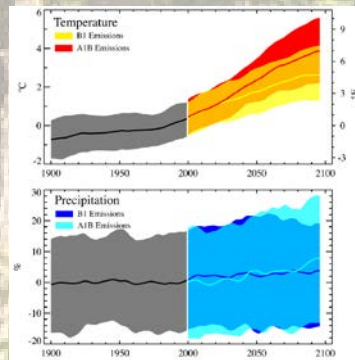 Temperature
B1 Emissions
A1B Emissions
6
4
2
0
-2
°C
9
6
3
0
-3
°F
1900 1950 2000 2050 2100
Precipitation
B1 Emissions
A1B Emissions
30
20
10
0
-10
-20
%
1900 1950 2000 2050 2100